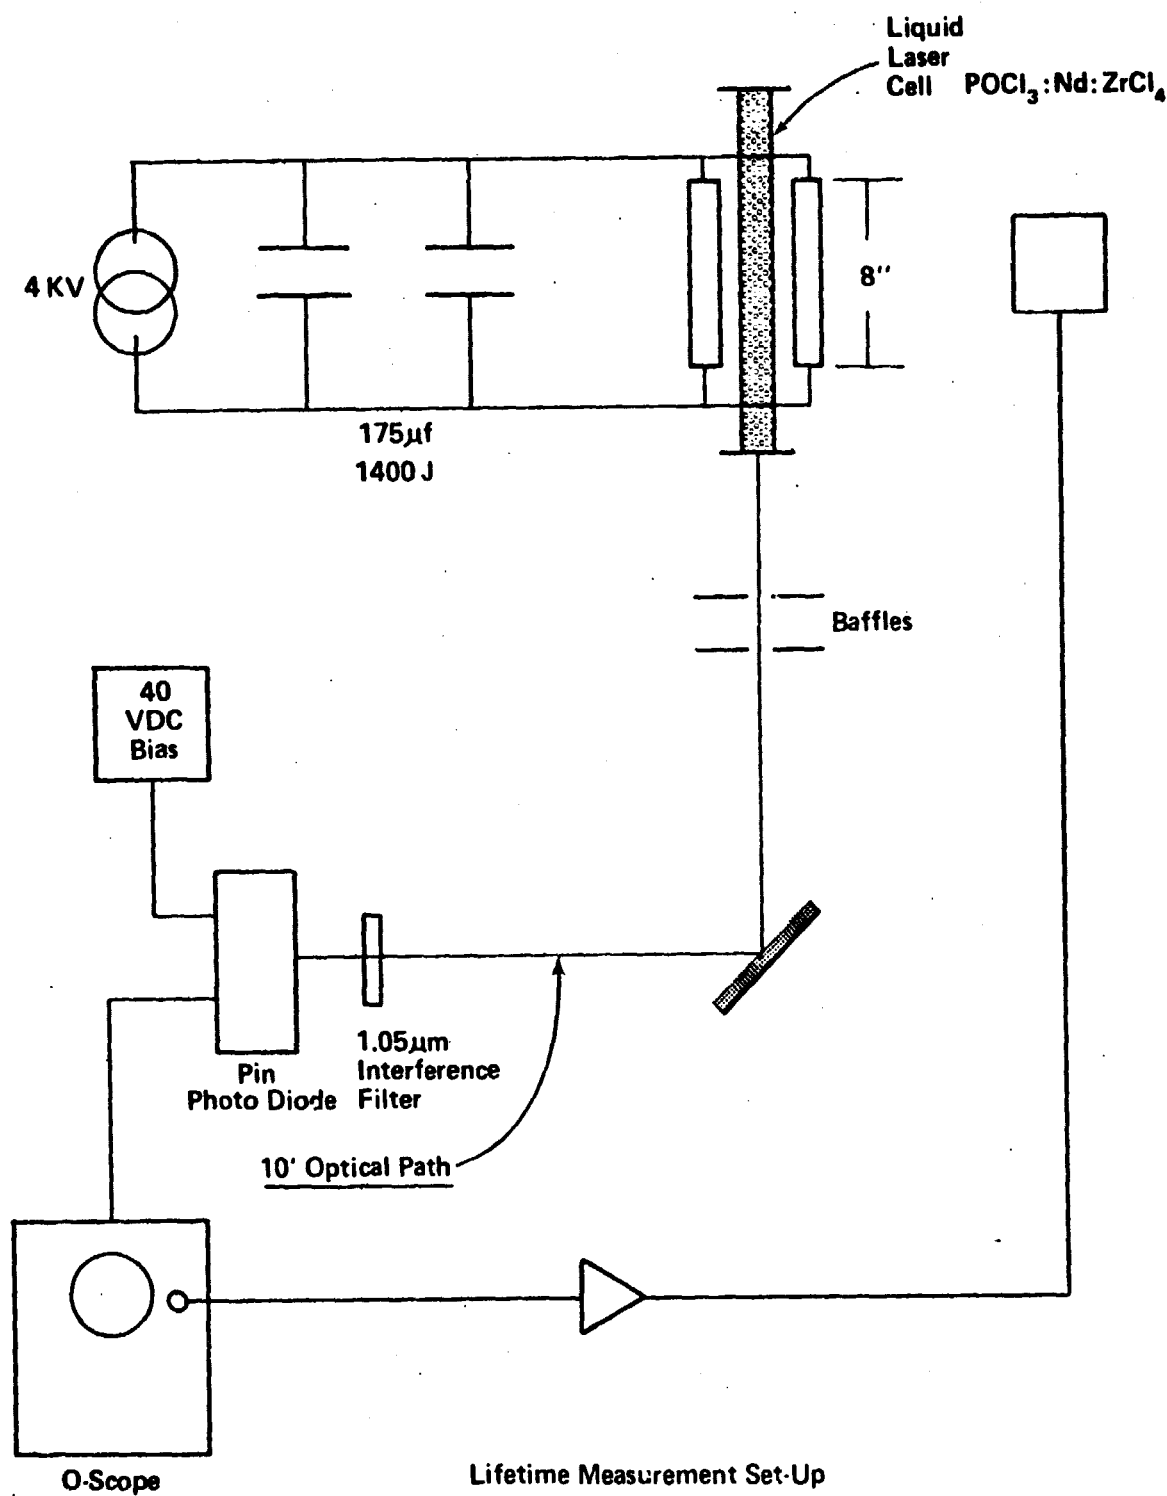 Liquid
Laser
Cell POCl₃:Nd:ZrCl₄
4 KV
8"
175μf
1400 J
Baffles
40
VDC
Bias
1.05μm
Interference
Filter
Pin
Photo Diode
10' Optical Path
O-Scope
Lifetime Measurement Set-Up